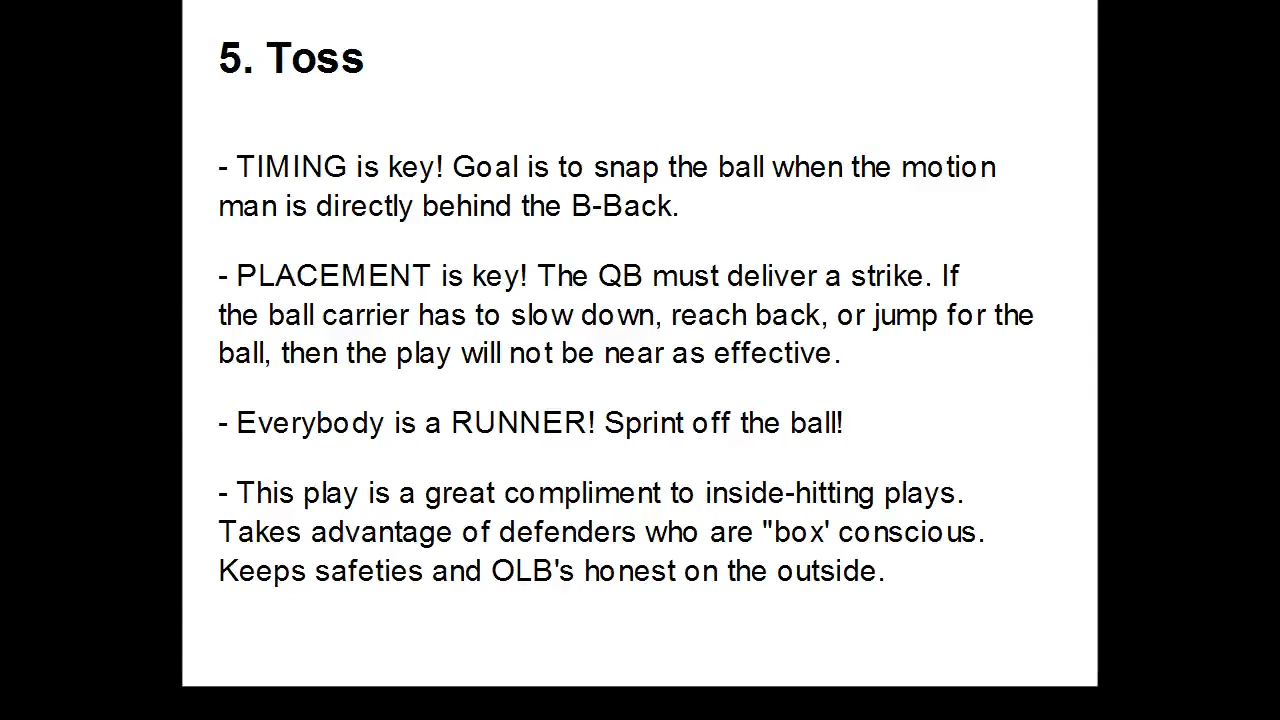 5. Toss
- TIMING is key! Goal is to snap the ball when the motion
man is directly behind the B-Back.
- PLACEMENT is key! The QB must deliver a strike. If
the ball carrier has to slow down, reach back, or jump for the
ball, then the play will not be near as effective.
- Everybody is a RUNNER! Sprint off the ball!
- This play is a great compliment to inside-hitting plays.
Takes advantage of defenders who are "box' conscious.
Keeps safeties and OLB's honest on the outside.